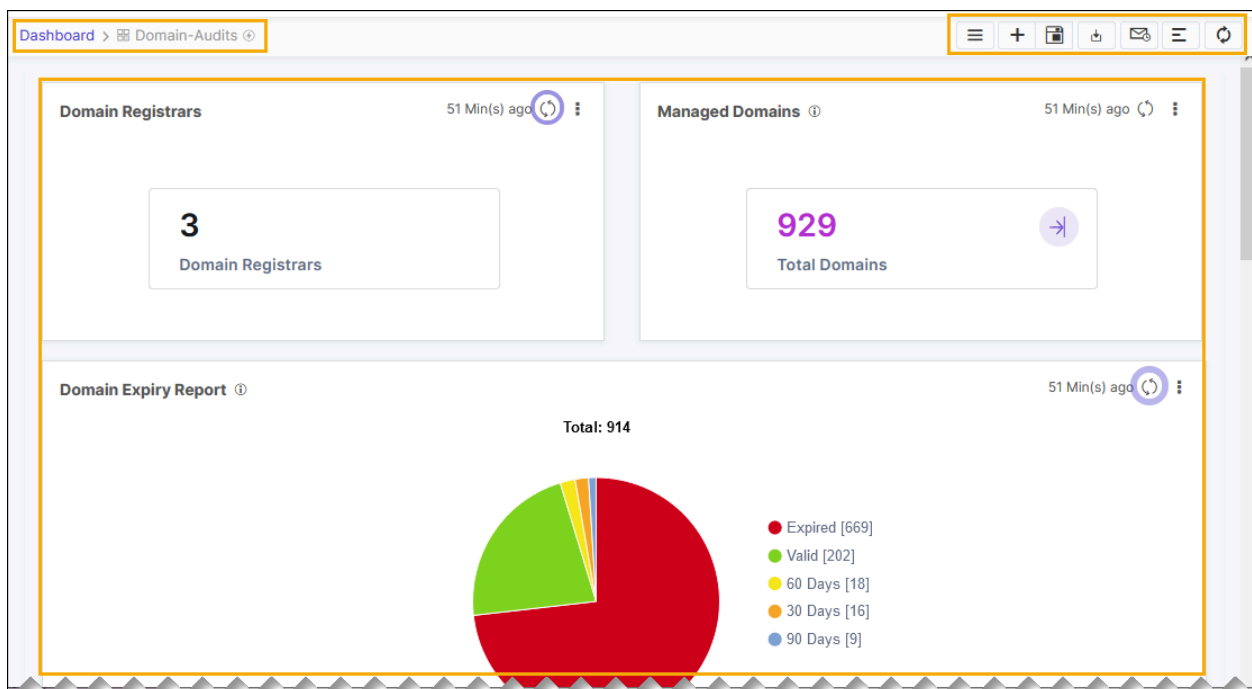 Dashboard > Domain-Audits
Domain Registrars
51 Min(s) ago
Managed Domains
51 Min(s) ago
3
Domain Registrars
929
Total Domains
Domain Expiry Report
51 Min(s) ago
Total: 914
Expired [669]
Valid [202]
60 Days [18]
30 Days [16]
90 Days [9]